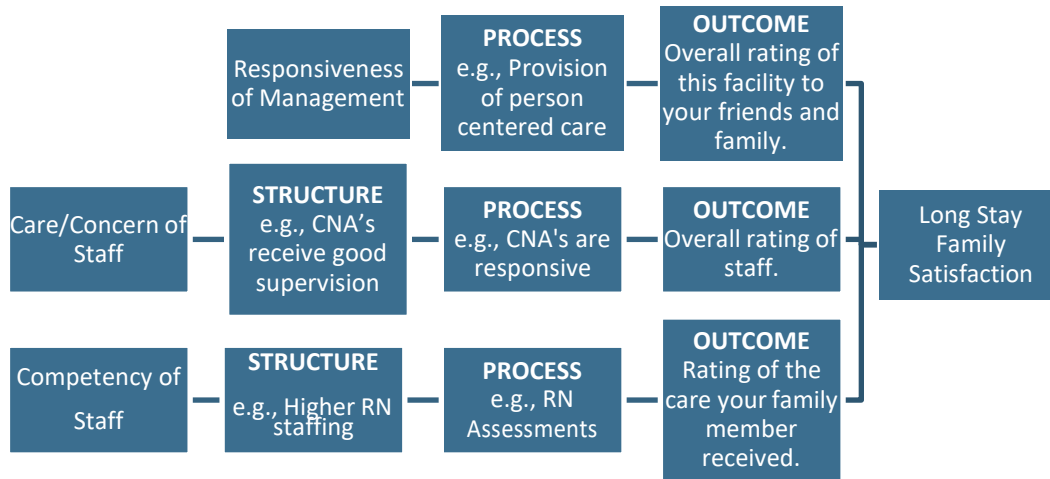 Responsiveness
of Management
PROCESS
e.g., Provision
of person
centered care
OUTCOME
Overall rating of
this facility to
your friends and
family.
Care/Concern of
Staff
STRUCTURE
e.g., CNA’s
receive good
supervision
PROCESS
e.g., CNA's are
responsive
OUTCOME
Overall rating of
staff.
Long Stay
Family
Satisfaction
Competency of
Staff
STRUCTURE
e.g., Higher RN
staffing
PROCESS
e.g., RN
Assessments
OUTCOME
Rating of the
care your family
member
received.